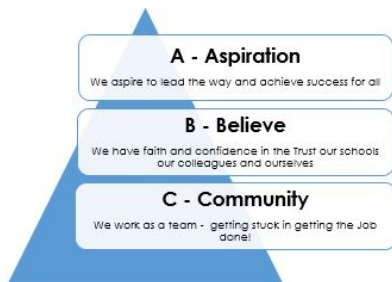 A - Aspiration
We aspire to lead the way and achieve success for all
B - Believe
We have faith and confidence in the Trust our schools
our colleagues and ourselves
C - Community
We work as a team - getting stuck in getting the Job
done!